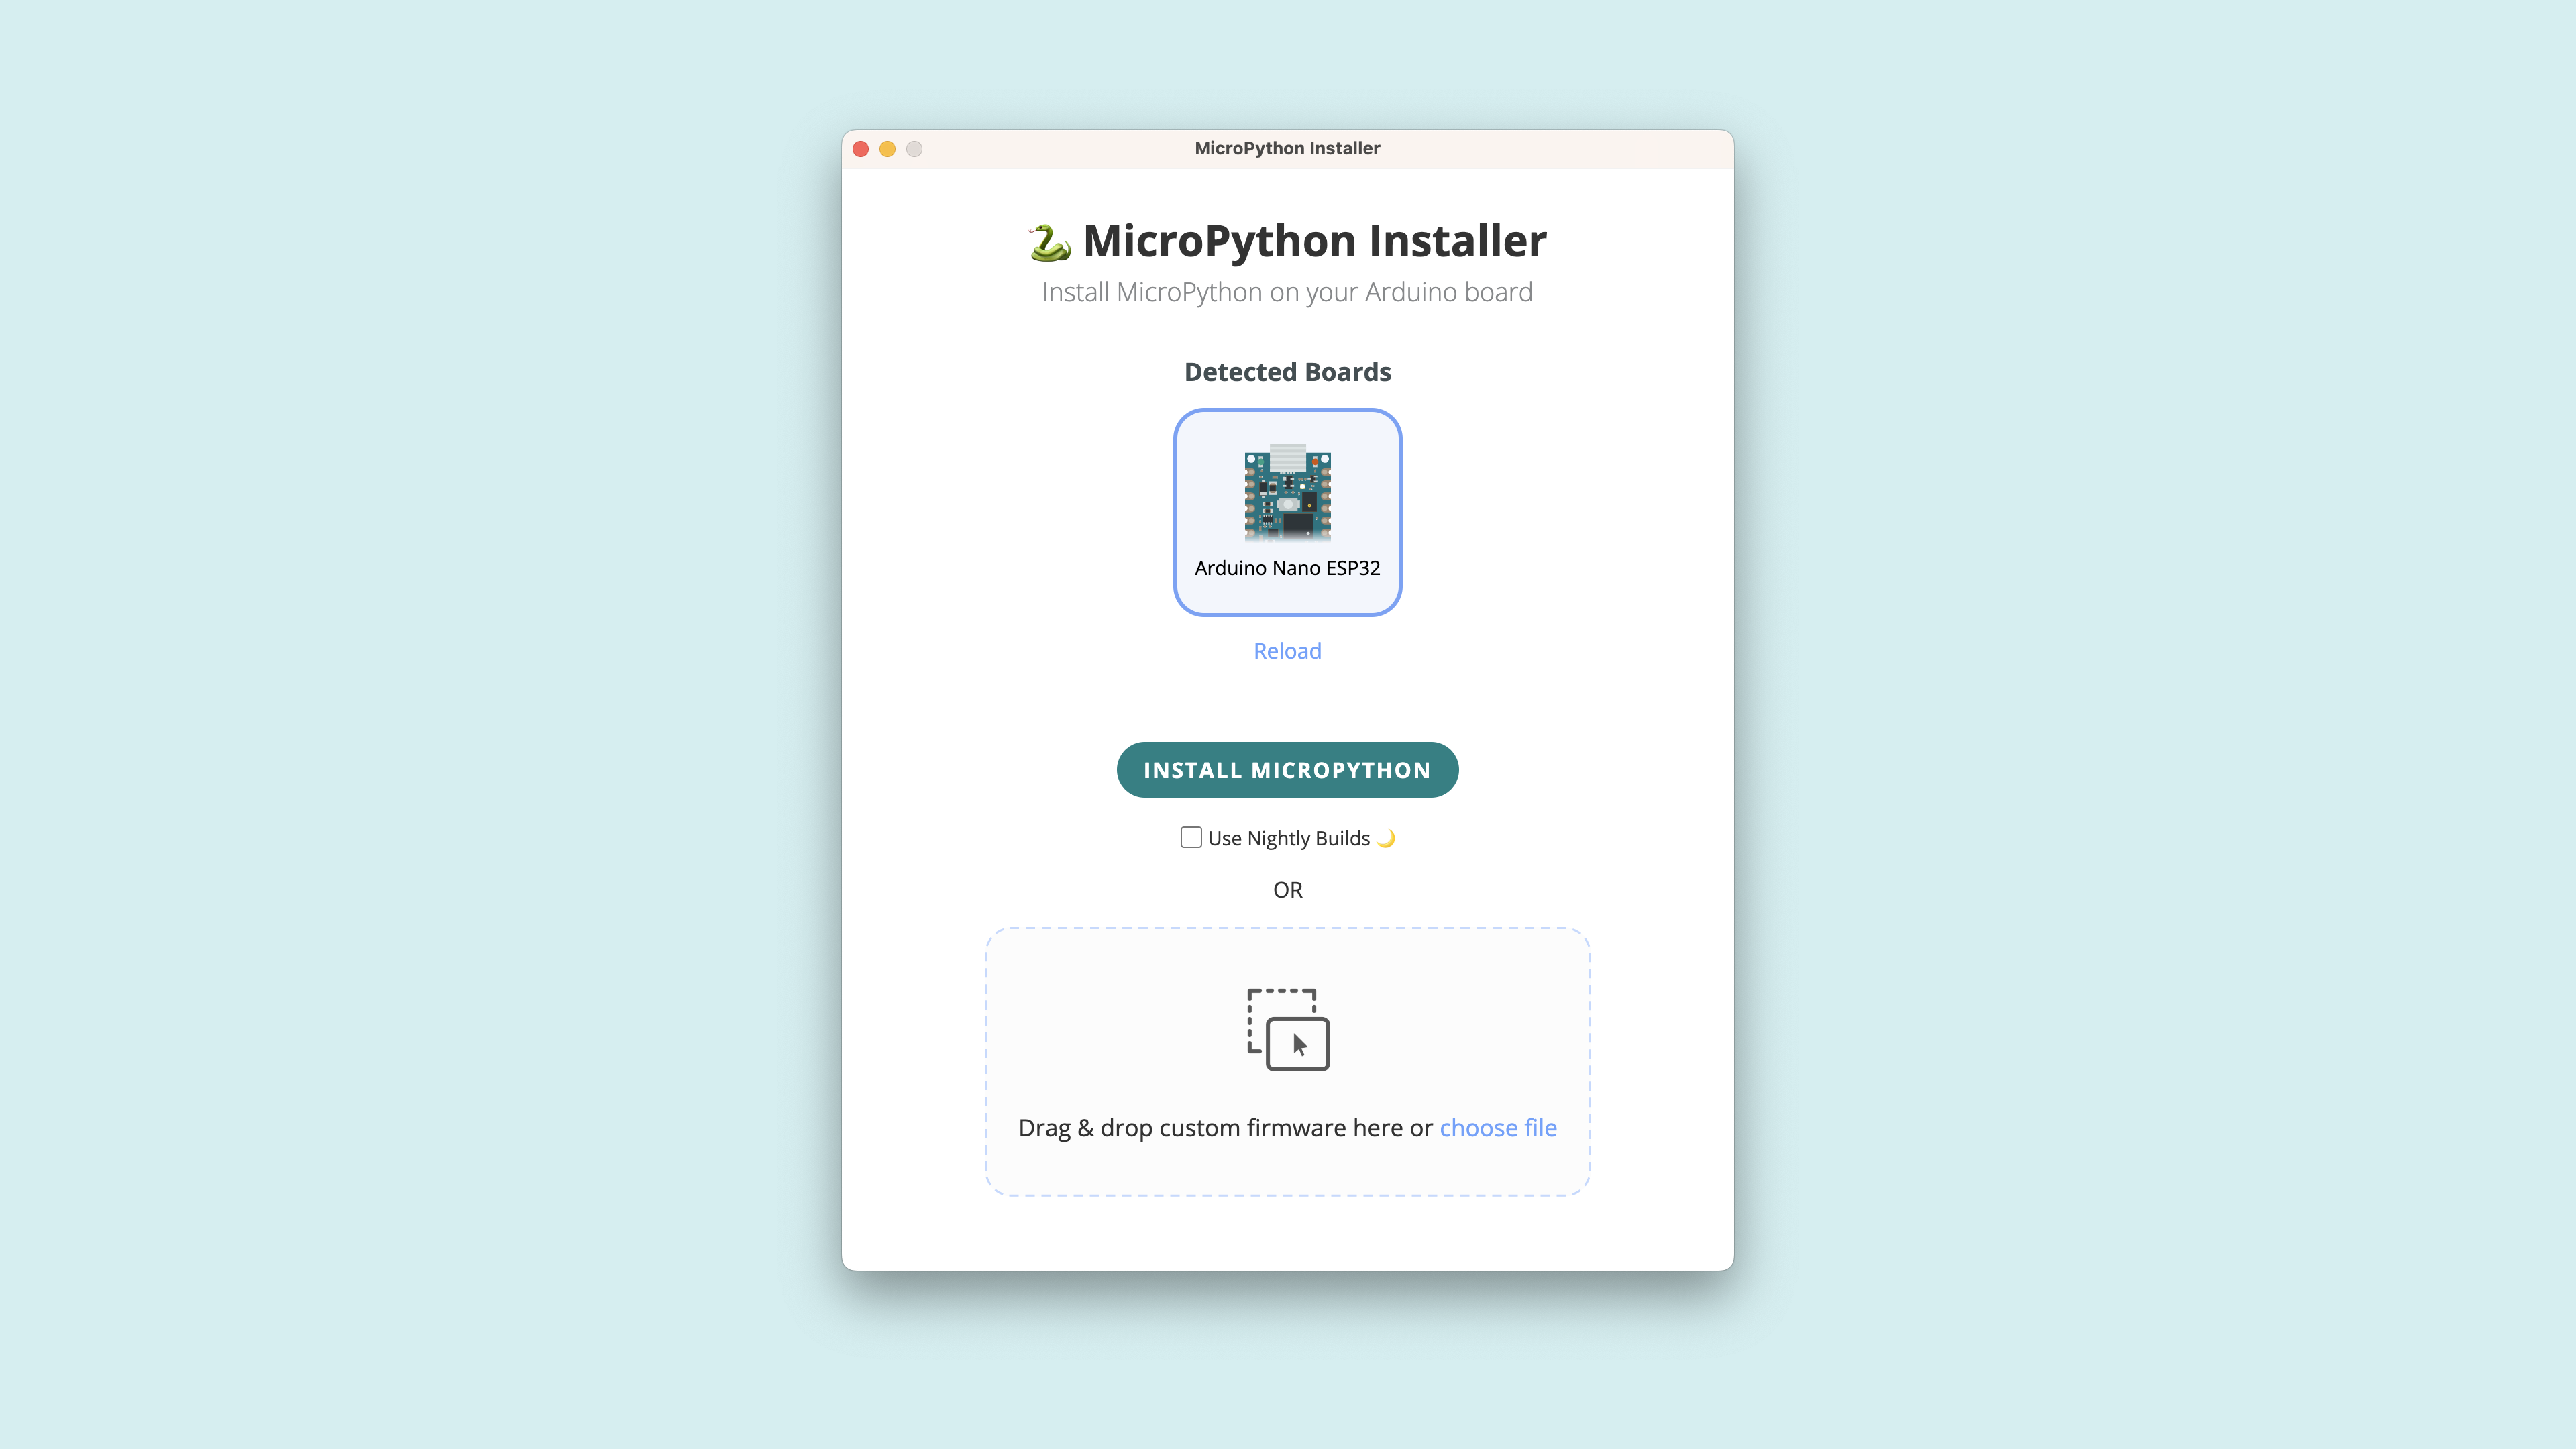 MicroPython Installer
🐍 MicroPython Installer
Install MicroPython on your Arduino board
Detected Boards
Arduino Nano ESP32
Reload
INSTALL MICROPYTHON
Use Nightly Builds 🌙
OR
Drag & drop custom firmware here or choose file